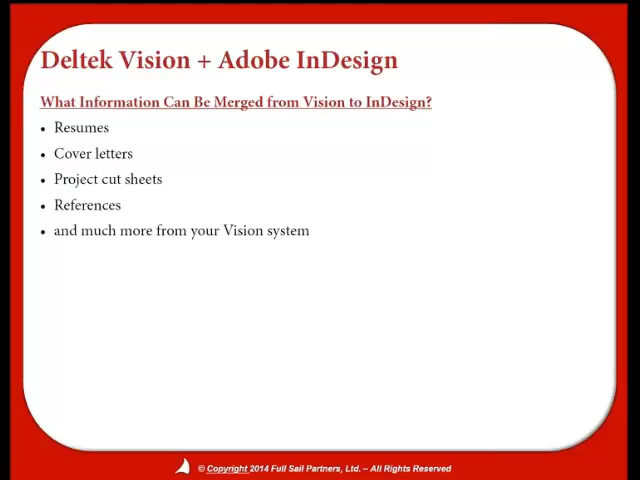 Deltek Vision + Adobe InDesign
What Information Can Be Merged from Vision to InDesign?
• Resumes
• Cover letters
• Project cut sheets
• References
• and much more from your Vision system
© Copyright 2014 Full Sail Partners, Ltd. – All Rights Reserved